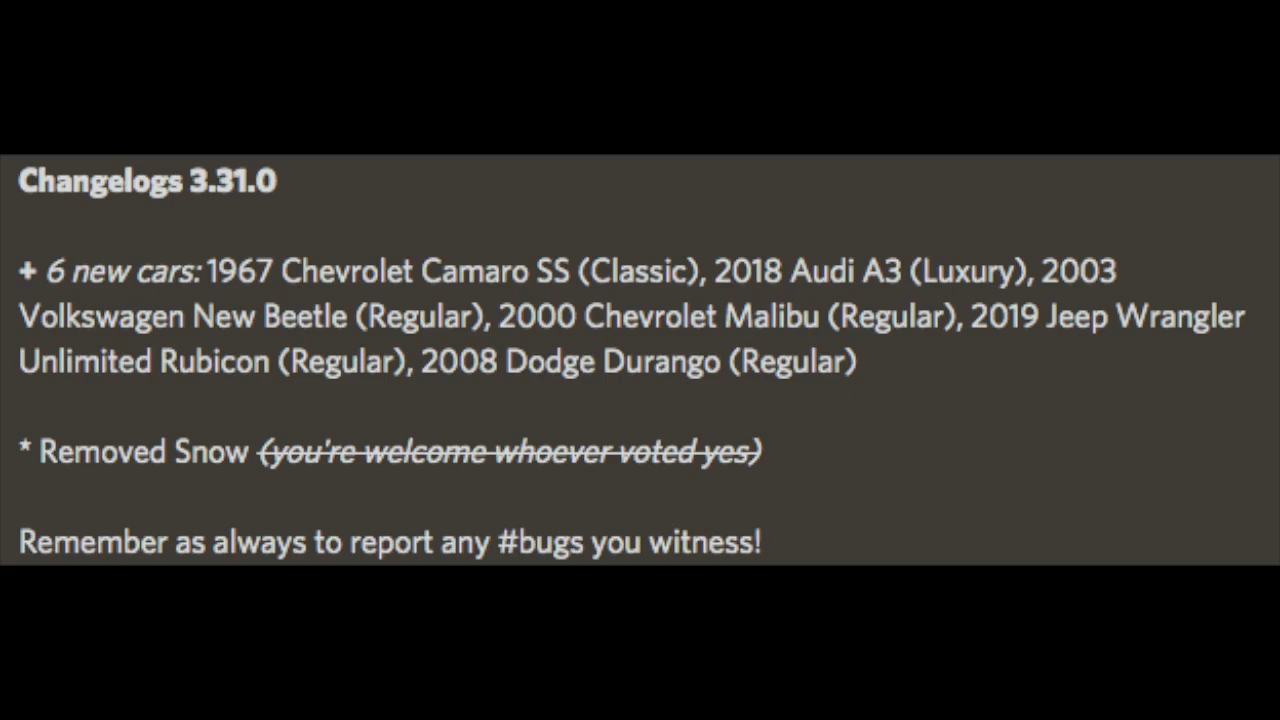 Changelogs 3.31.0
+ 6 new cars: 1967 Chevrolet Camaro SS (Classic), 2018 Audi A3 (Luxury), 2003
Volkswagen New Beetle (Regular), 2000 Chevrolet Malibu (Regular), 2019 Jeep Wrangler
Unlimited Rubicon (Regular), 2008 Dodge Durango (Regular)
* Removed Snow (you're welcome whoever voted yes)
Remember as always to report any #bugs you witness!